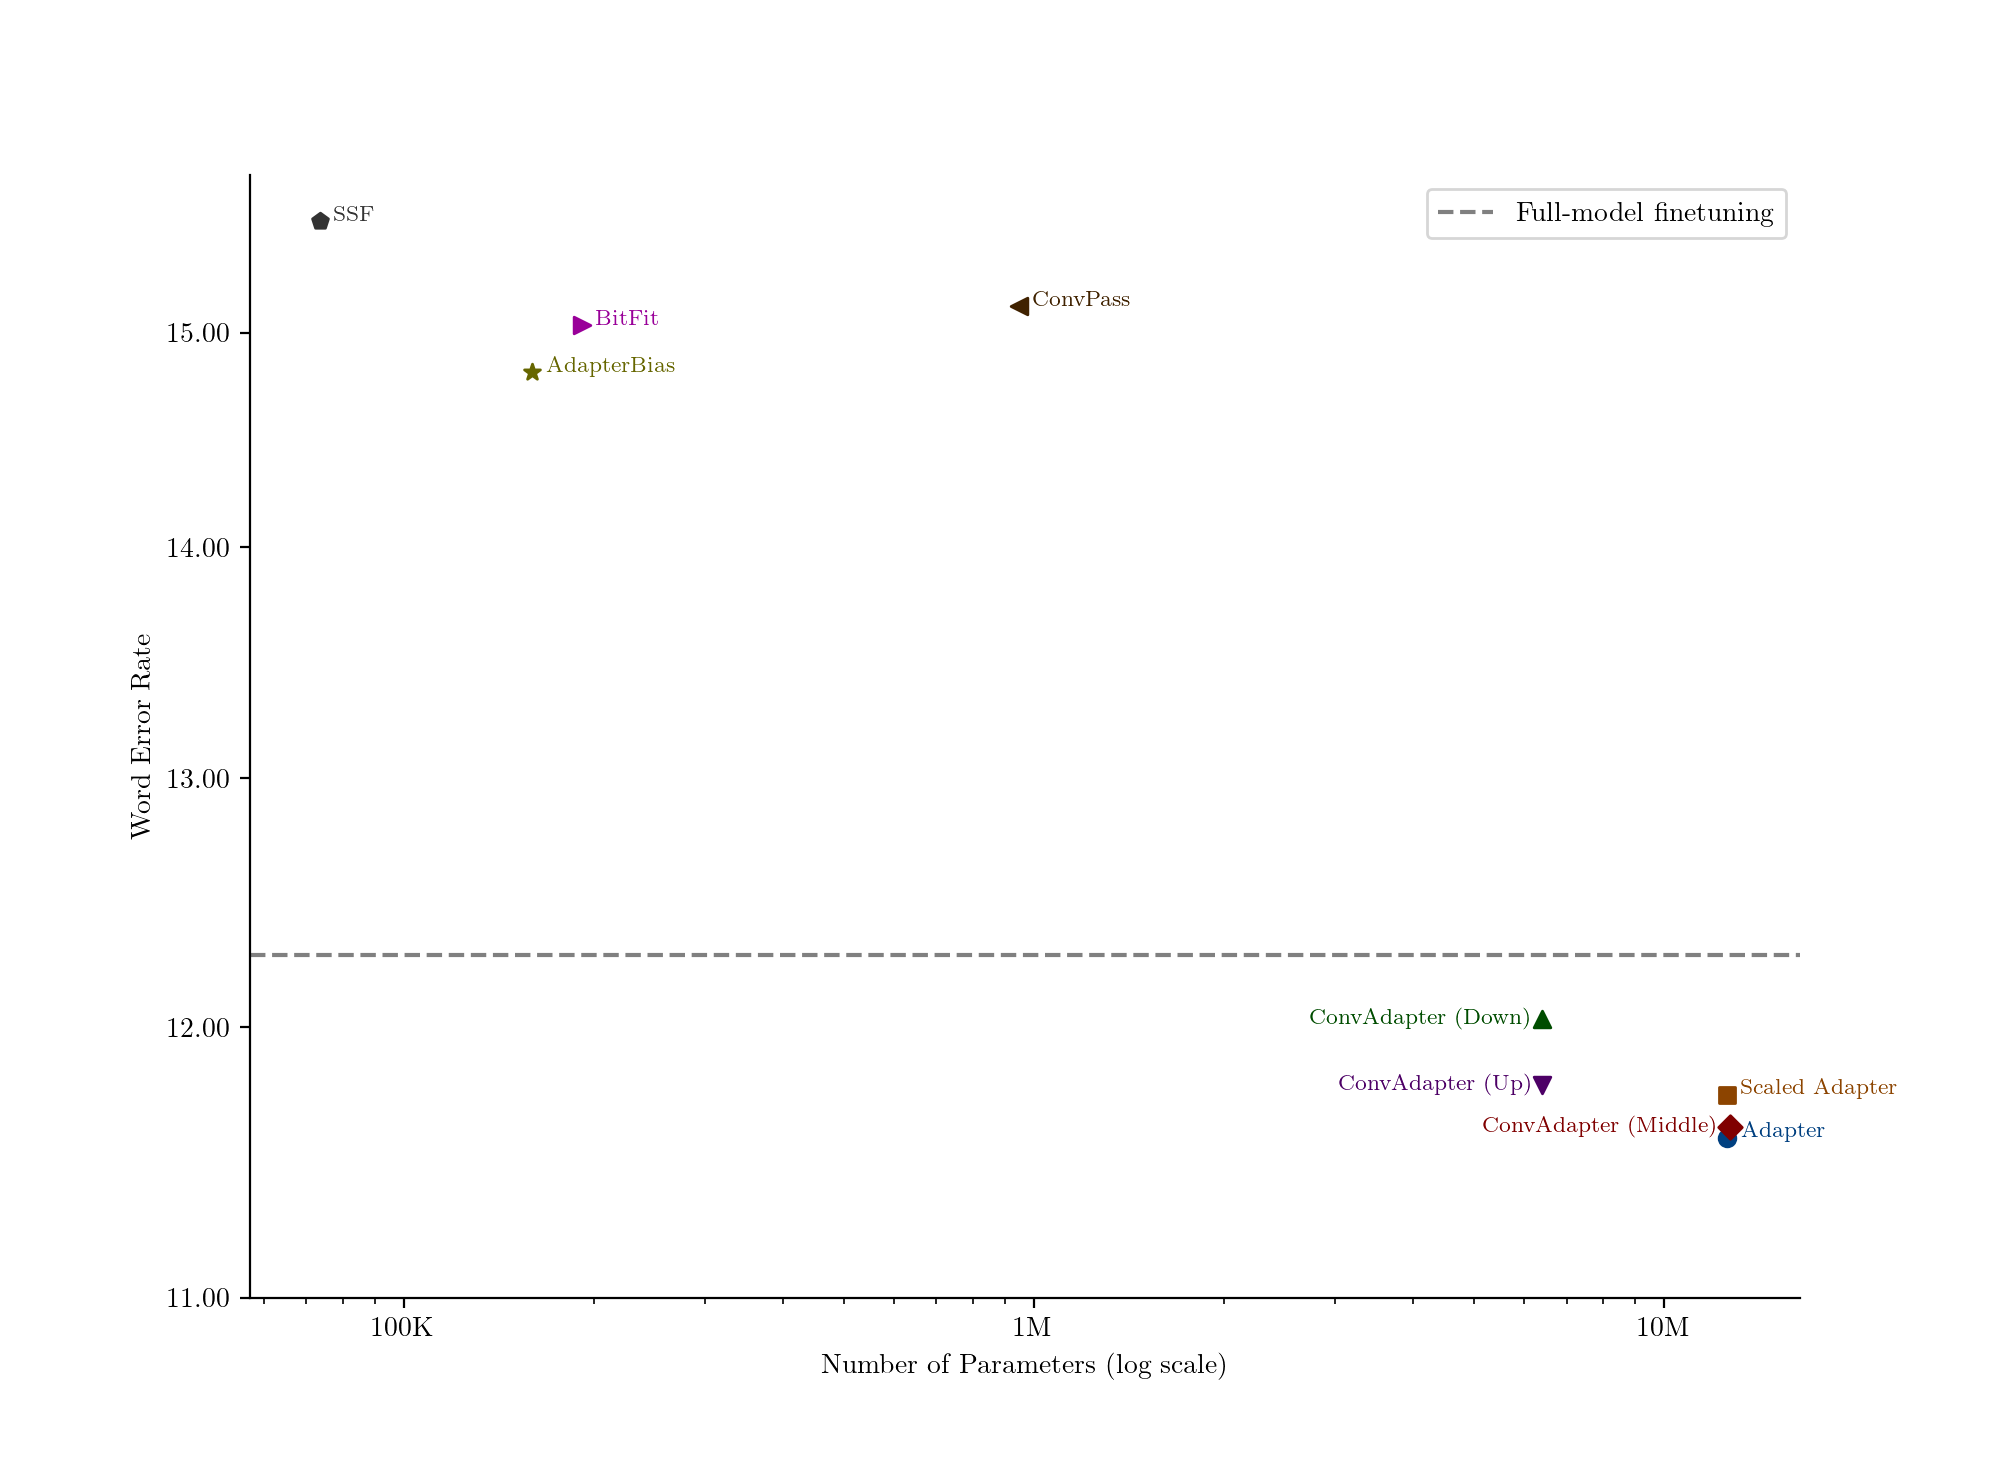 SSF
Full-model finetuning
ConvPass
BitFit
15.00
AdapterBias
14.00
Word Error Rate
13.00
12.00
ConvAdapter (Down)
ConvAdapter (Up)
Scaled Adapter
ConvAdapter (Middle)
Adapter
11.00
100K
1M
10M
Number of Parameters (log scale)